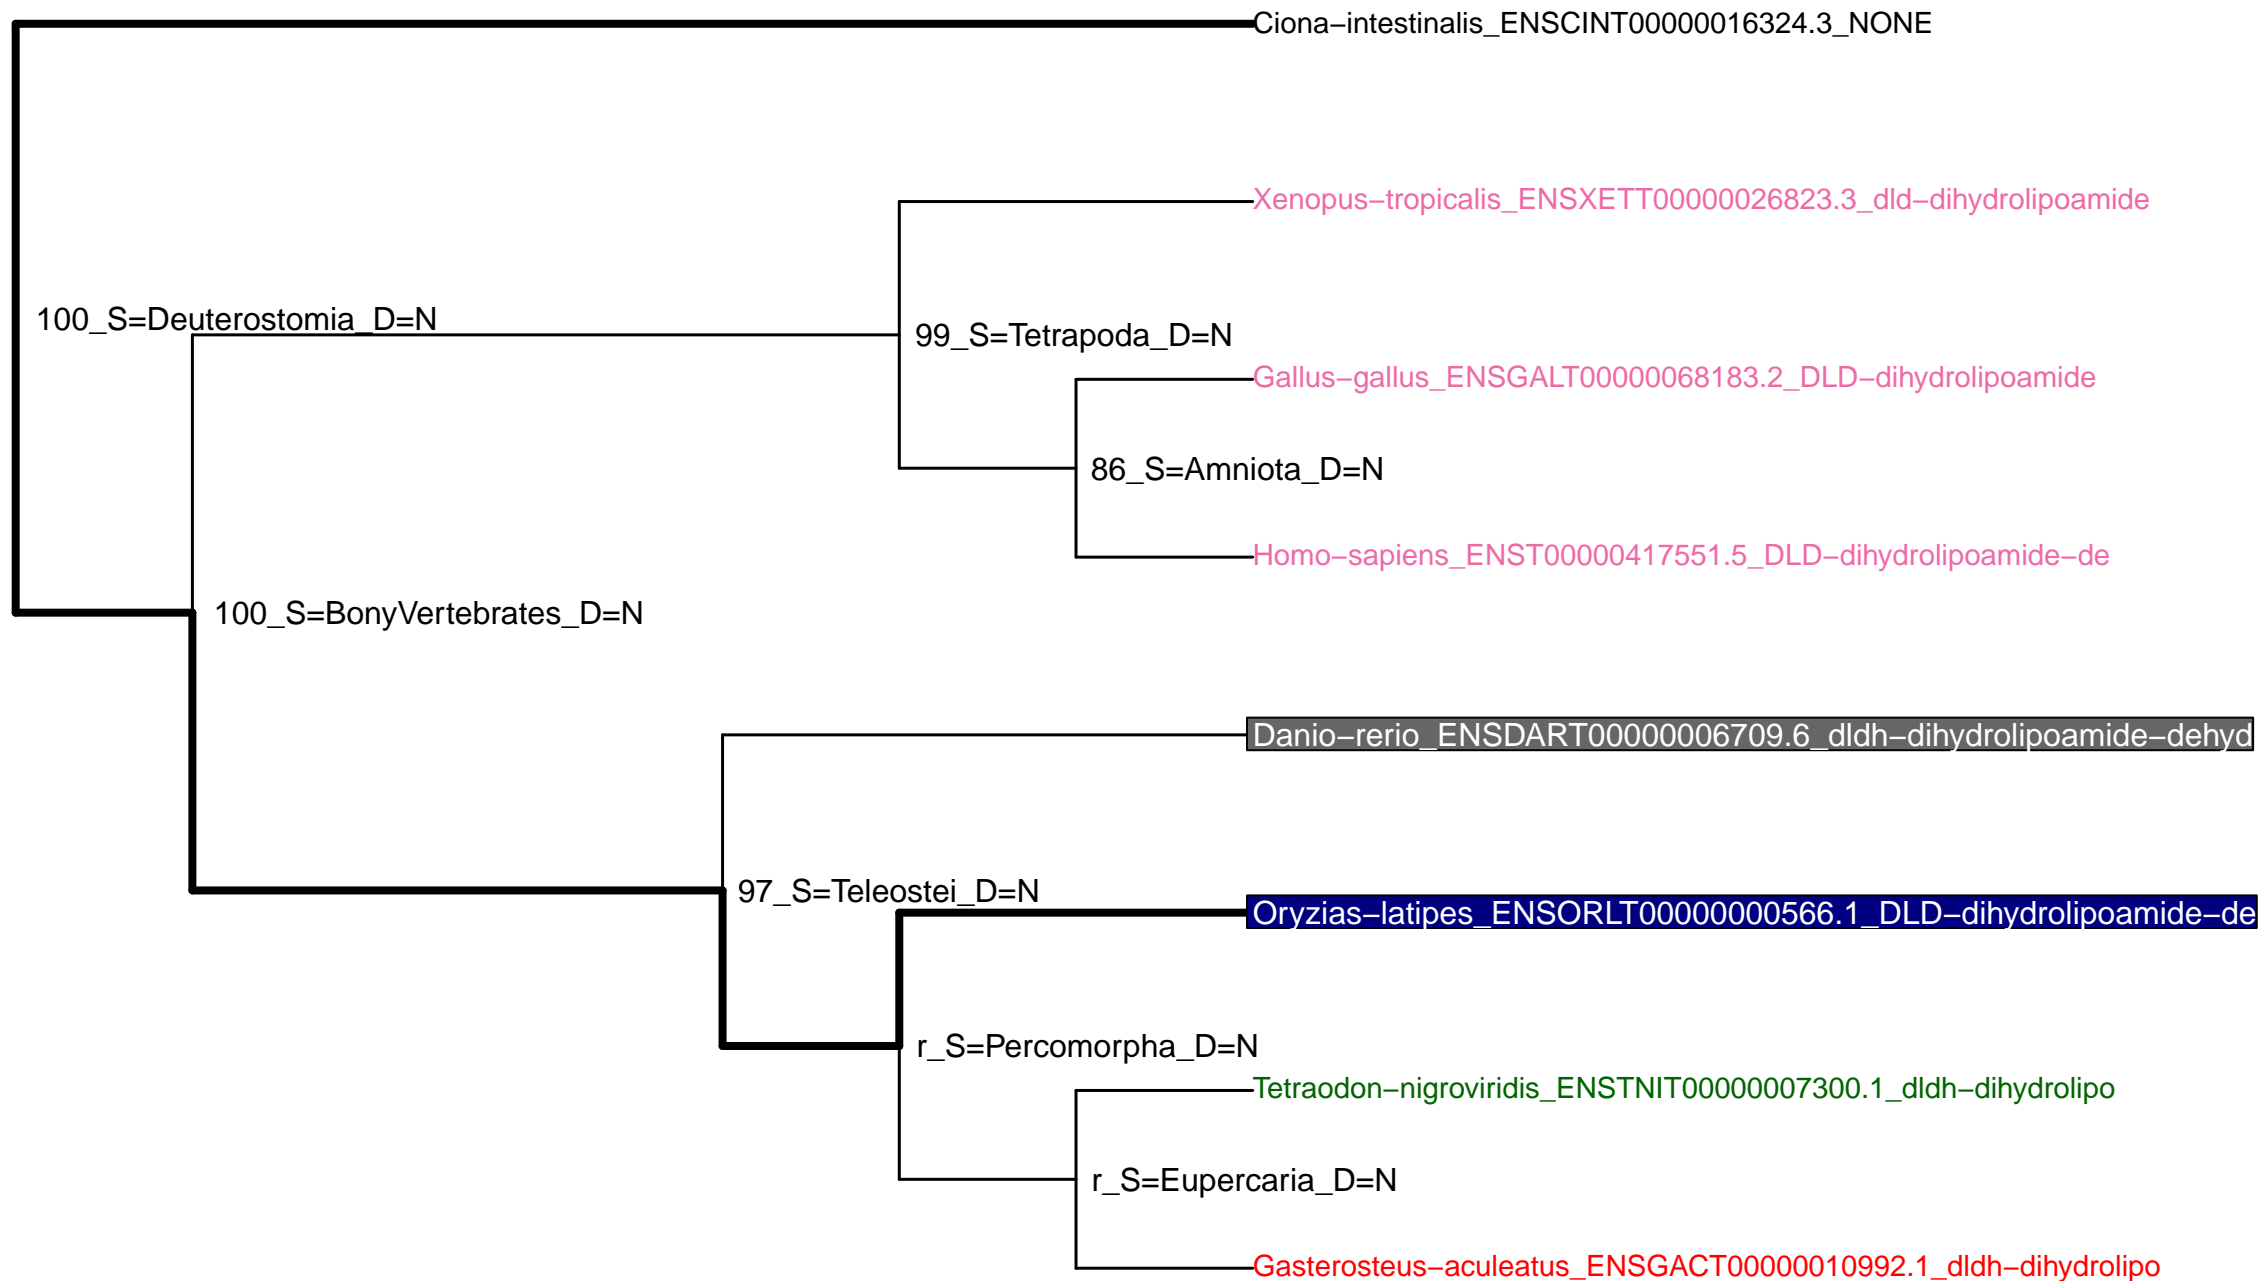 Ciona−intestinalis_ENSCINT00000016324.3_NONE
Xenopus−tropicalis_ENSXETT00000026823.3_dld−dihydrolipoamide
100_S=Deuterostomia_D=N
99_S=Tetrapoda_D=N
Gallus−gallus_ENSGALT00000068183.2_DLD−dihydrolipoamide
86_S=Amniota_D=N
Homo−sapiens_ENST00000417551.5_DLD−dihydrolipoamide−de
100_S=BonyVertebrates_D=N
Danio−rerio_ENSDART00000006709.6_dldh−dihydrolipoamide−dehyd
97_S=Teleostei_D=N
Oryzias−latipes_ENSORLT00000000566.1_DLD−dihydrolipoamide−de
r_S=Percomorpha_D=N
Tetraodon−nigroviridis_ENSTNIT00000007300.1_dldh−dihydrolipo
r_S=Eupercaria_D=N
Gasterosteus−aculeatus_ENSGACT00000010992.1_dldh−dihydrolipo